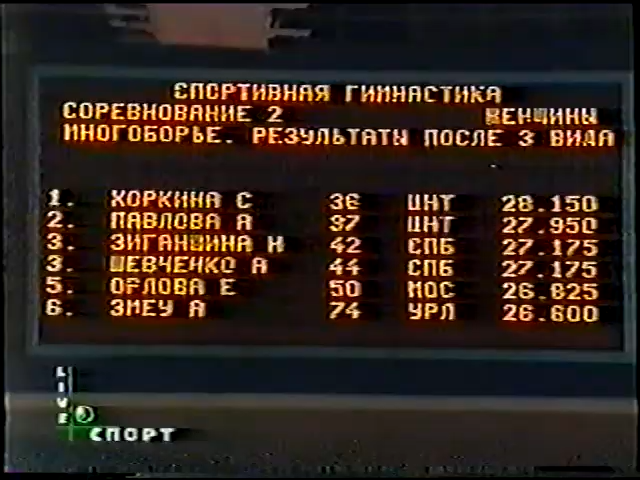 СПОРТИВНАЯ ГИМНАСТИКА
СОРЕВНОВАНИЕ 2 ЖЕНЩИНЫ
МНОГОБОРЬЕ. РЕЗУЛЬТАТЫ ПОСЛЕ 3 ВИДА
1. ХОРКИНА С 36 ЦНТ 28.150
2. ПАВЛОВА А 37 ЦНТ 27.950
3. ЗИГАНШИНА Н 42 СПБ 27.175
3. ШЕВЧЕНКО А 44 СПБ 27.175
5. ОРЛОВА Е 50 МОС 26.825
6. ЗМЕУ А 74 УРЛ 26.600
LIVE
СПОРТ